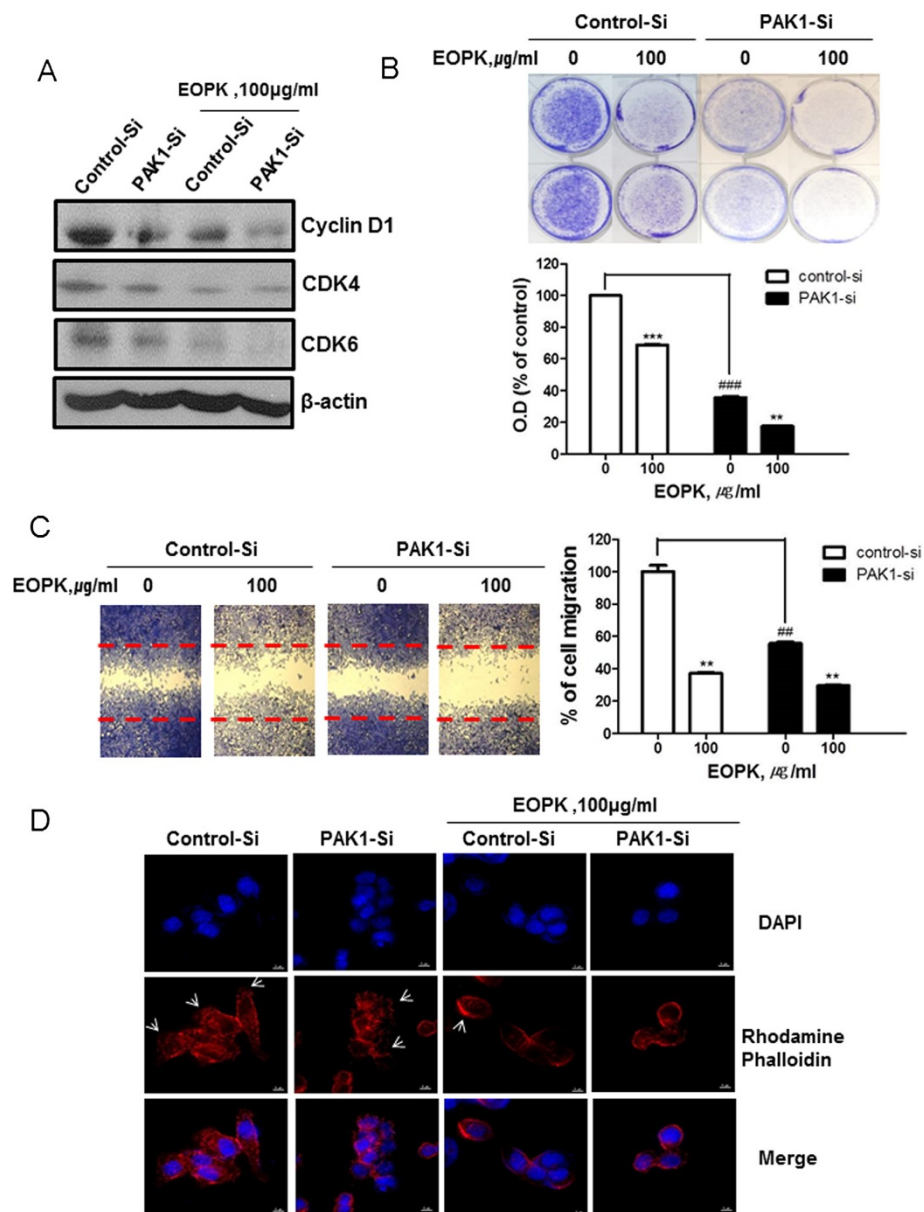 A
EOPK ,100µg/ml
Control-Si PAK1-Si Control-Si PAK1-Si
Cyclin D1
CDK4
CDK6
β-actin
B
Control-Si PAK1-Si
EOPK,µg/ml 0 100 0 100
O.D (% of control)
120
100
80
60
40
20
0
control-si
PAK1-si
***
###
**
0 100 0 100
EOPK, µg/ml
C
Control-Si PAK1-Si
EOPK,µg/ml 0 100 0 100
% of cell migration
120
100
80
60
40
20
0
control-si
PAK1-si
**
##
**
0 100 0 100
EOPK, µg/ml
D
EOPK ,100µg/ml
Control-Si PAK1-Si Control-Si PAK1-Si
DAPI
Rhodamine
Phalloidin
Merge